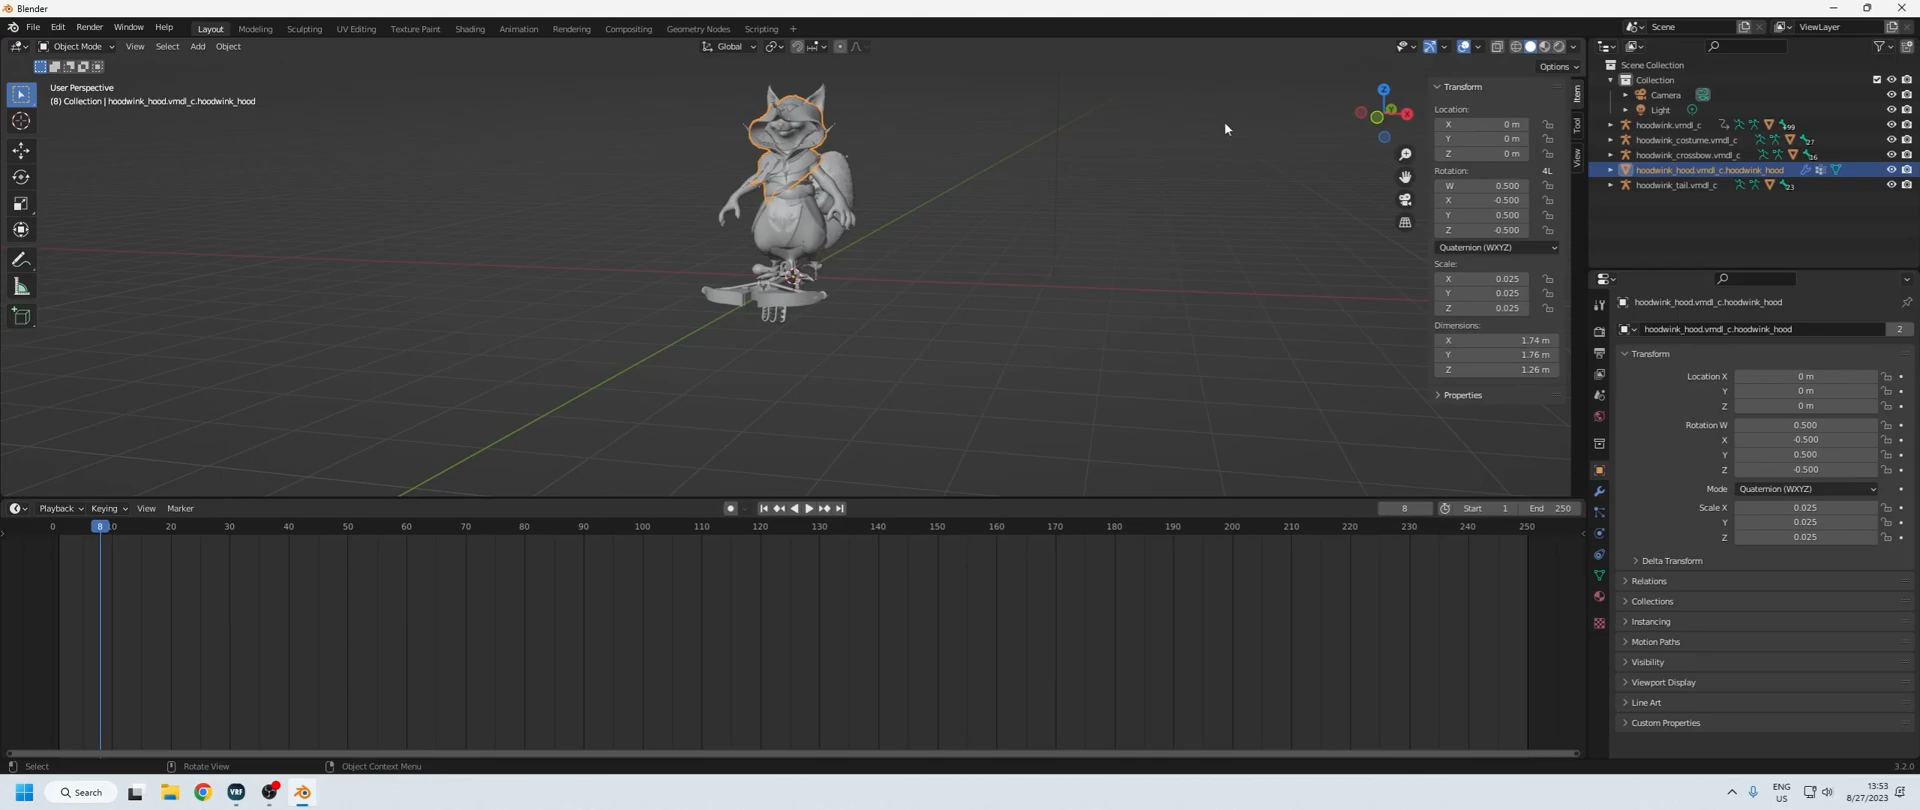 Blender
File Edit Render Window Help Layout Modeling Sculpting UV Editing Texture Paint Shading Animation Rendering Compositing Geometry Nodes Scripting + Scene ViewLayer
Object Mode View Select Add Object Global
Options
User Perspective
(8) Collection | hoodwink_hood.vmdl_c.hoodwink_hood
Z
Y
X
Transform
Location:
X 0 m
Y 0 m
Z 0 m
Rotation: 4L
W 0.500
X -0.500
Y 0.500
Z -0.500
Quaternion (WXYZ)
Scale:
X 0.025
Y 0.025
Z 0.025
Dimensions:
X 1.74 m
Y 1.76 m
Z 1.26 m
Properties
Item
Tool
View
Scene Collection
Collection
Camera
Light
hoodwink.vmdl_c +99
hoodwink_costume.vmdl_c 27
hoodwink_crossbow.vmdl_c 16
hoodwink_hood.vmdl_c.hoodwink_hood
hoodwink_tail.vmdl_c 23
hoodwink_hood.vmdl_c.hoodwink_hood
hoodwink_hood.vmdl_c.hoodwink_hood 2
Transform
Location X 0 m
Y 0 m
Z 0 m
Rotation W 0.500
X -0.500
Y 0.500
Z -0.500
Mode Quaternion (WXYZ)
Scale X 0.025
Y 0.025
Z 0.025
Delta Transform
Relations
Collections
Instancing
Motion Paths
Visibility
Viewport Display
Line Art
Custom Properties
Playback Keying View Marker 8 Start 1 End 250
0 8 10 20 30 40 50 60 70 80 90 100 110 120 130 140 150 160 170 180 190 200 210 220 230 240 250
Select Rotate View Object Context Menu 3.2.0
Search VRF ENG
US 13:53
8/27/2023